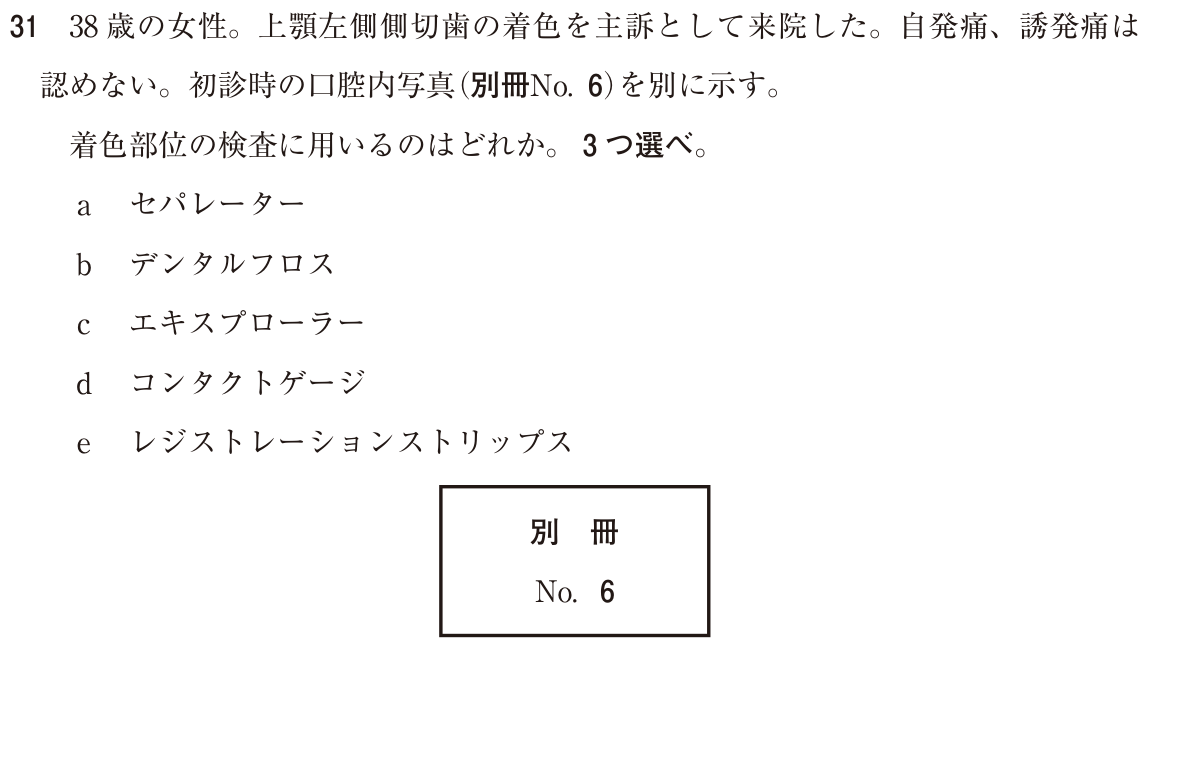 31 38歳の女性。上顎左側側切歯の着色を主訴として来院した。自発痛、誘発痛は
認めない。初診時の口腔内写真(別冊No. 6)を別に示す。
着色部位の検査に用いるのはどれか。 3つ選べ。
a セパレーター
b デンタルフロス
c エキスプローラー
d コンタクトゲージ
e レジストレーションストリップス
別 冊
No. 6